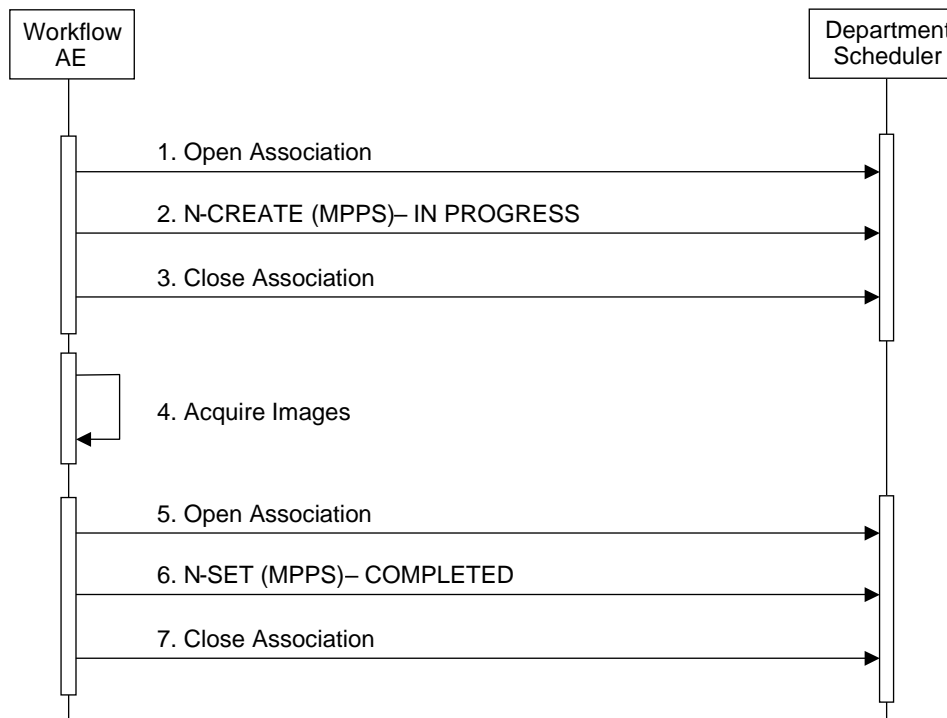 Workflow
AE
Department
Scheduler
1. Open Association
2. N-CREATE (MPPS)– IN PROGRESS
3. Close Association
4. Acquire Images
5. Open Association
6. N-SET (MPPS)– COMPLETED
7. Close Association